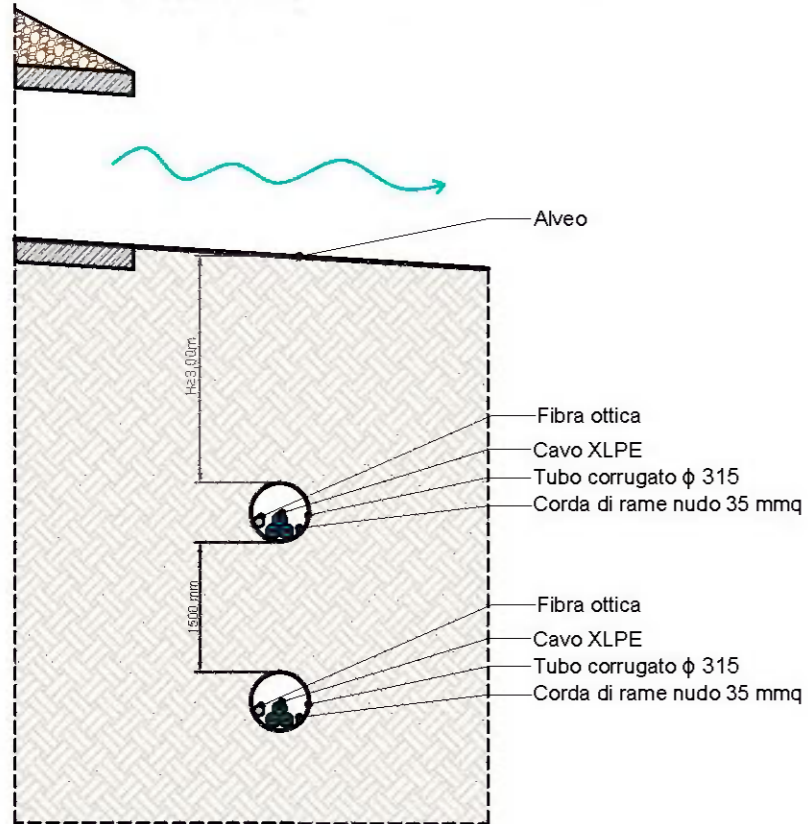 Alveo
H≥3,00m
Fibra ottica
Cavo XLPE
Tubo corrugato ϕ 315
Corda di rame nudo 35 mmq
1500 mm
Fibra ottica
Cavo XLPE
Tubo corrugato ϕ 315
Corda di rame nudo 35 mmq